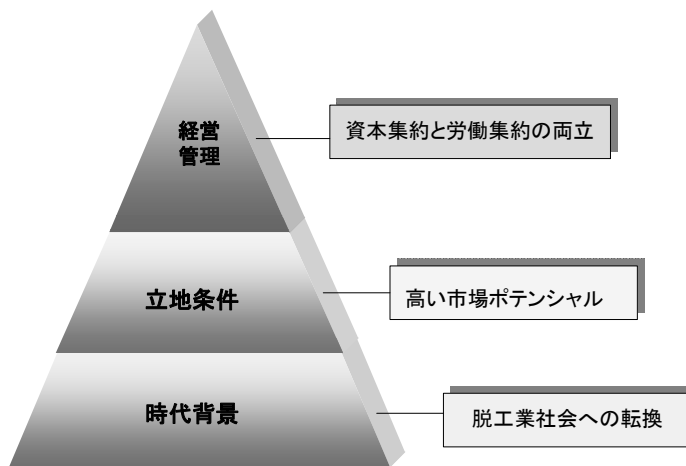 経営
管理
資本集約と労働集約の両立
立地条件
高い市場ポテンシャル
時代背景
脱工業社会への転換